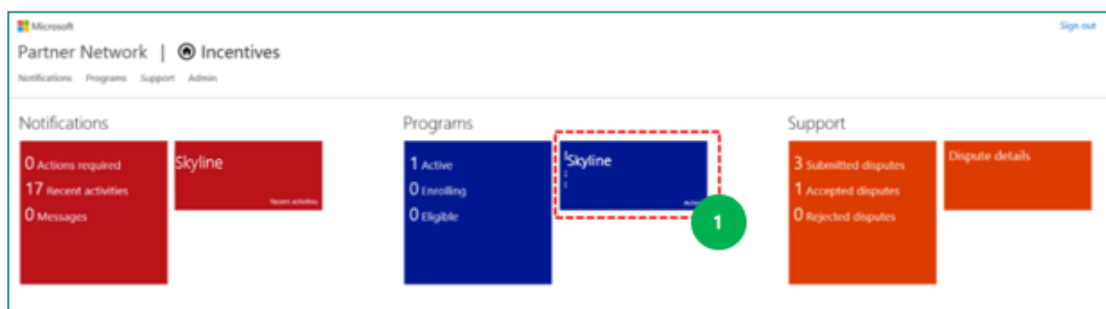 Microsoft
Sign out
Partner Network | Incentives
Notifications Programs Support Admin
Notifications
0 Actions required
17 Recent activities
0 Messages
Skyline
Recent activities
Programs
1 Active
0 Enrolling
0 Eligible
Skyline
1
Support
3 Submitted disputes
1 Accepted disputes
0 Rejected disputes
Dispute details